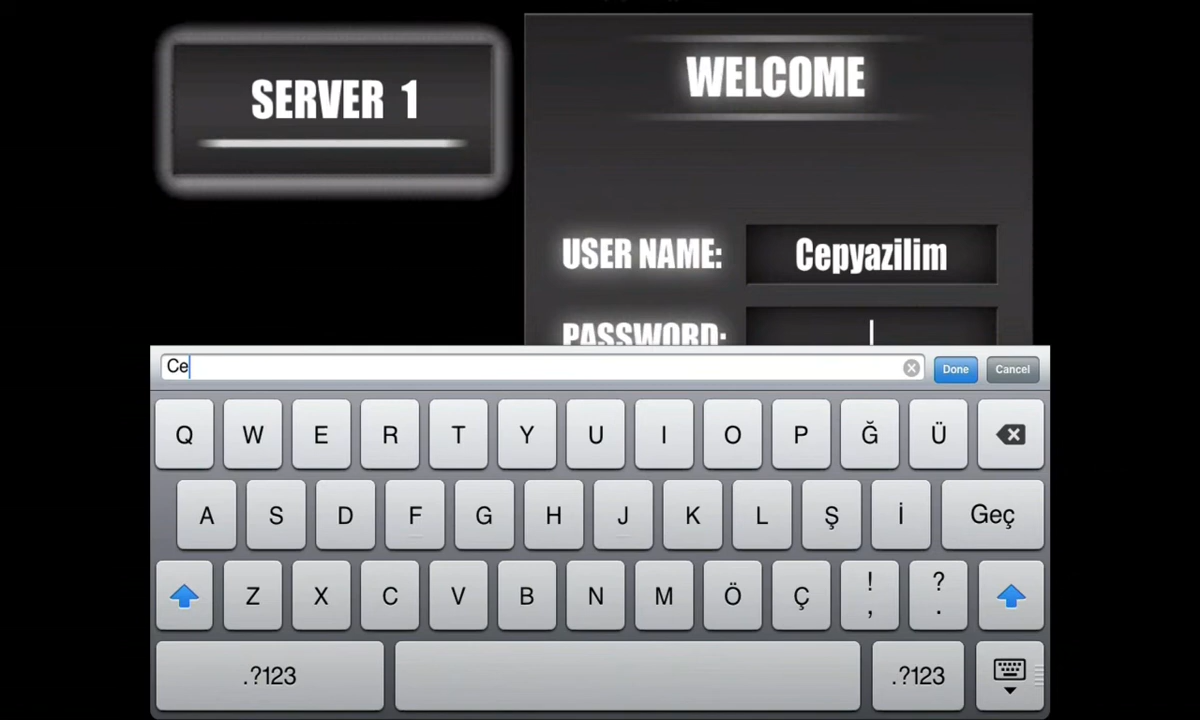 SERVER 1
WELCOME
USER NAME: Cepyazilim
PASSWORD:
Ce
Done Cancel
Q W E R T Y U I O P Ğ Ü
A S D F G H J K L Ş İ Geç
Z X C V B N M Ö Ç ! , ? .
.?123 .?123